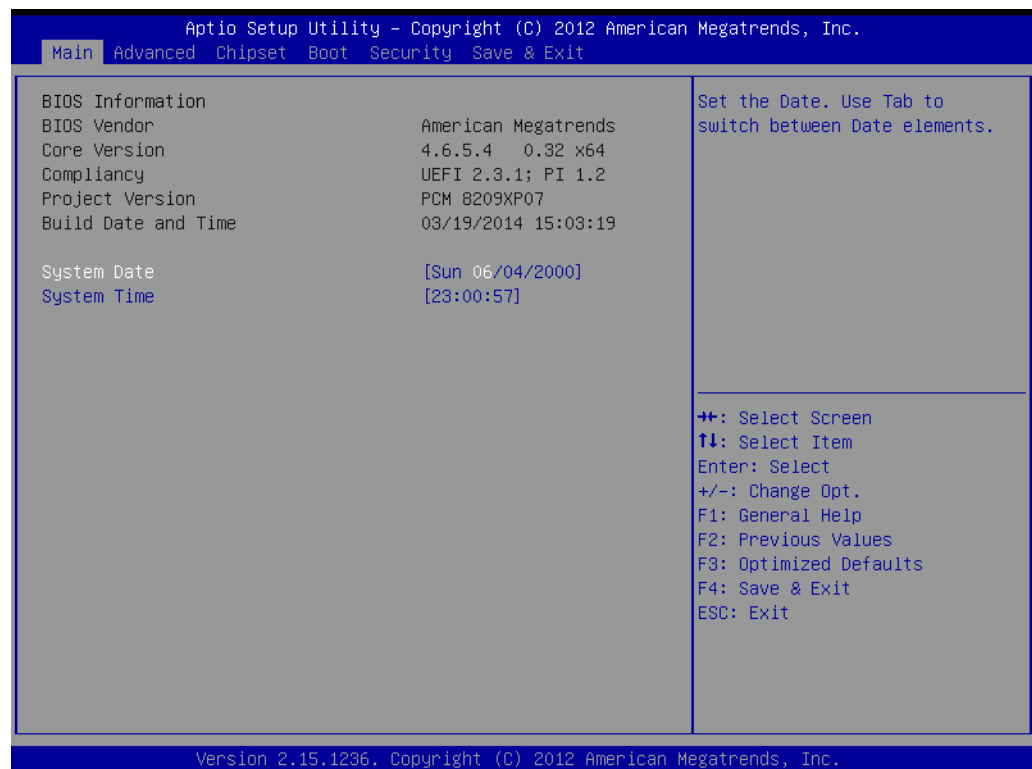 Aptio Setup Utility – Copyright (C) 2012 American Megatrends, Inc.
Main Advanced Chipset Boot Security Save & Exit
BIOS Information
BIOS Vendor American Megatrends
Core Version 4.6.5.4 0.32 x64
Compliancy UEFI 2.3.1; PI 1.2
Project Version PCM 8209XP07
Build Date and Time 03/19/2014 15:03:19
System Date [Sun 06/04/2000]
System Time [23:00:57]
Set the Date. Use Tab to
switch between Date elements.
→←: Select Screen
↑↓: Select Item
Enter: Select
+/-: Change Opt.
F1: General Help
F2: Previous Values
F3: Optimized Defaults
F4: Save & Exit
ESC: Exit
Version 2.15.1236. Copyright (C) 2012 American Megatrends, Inc.